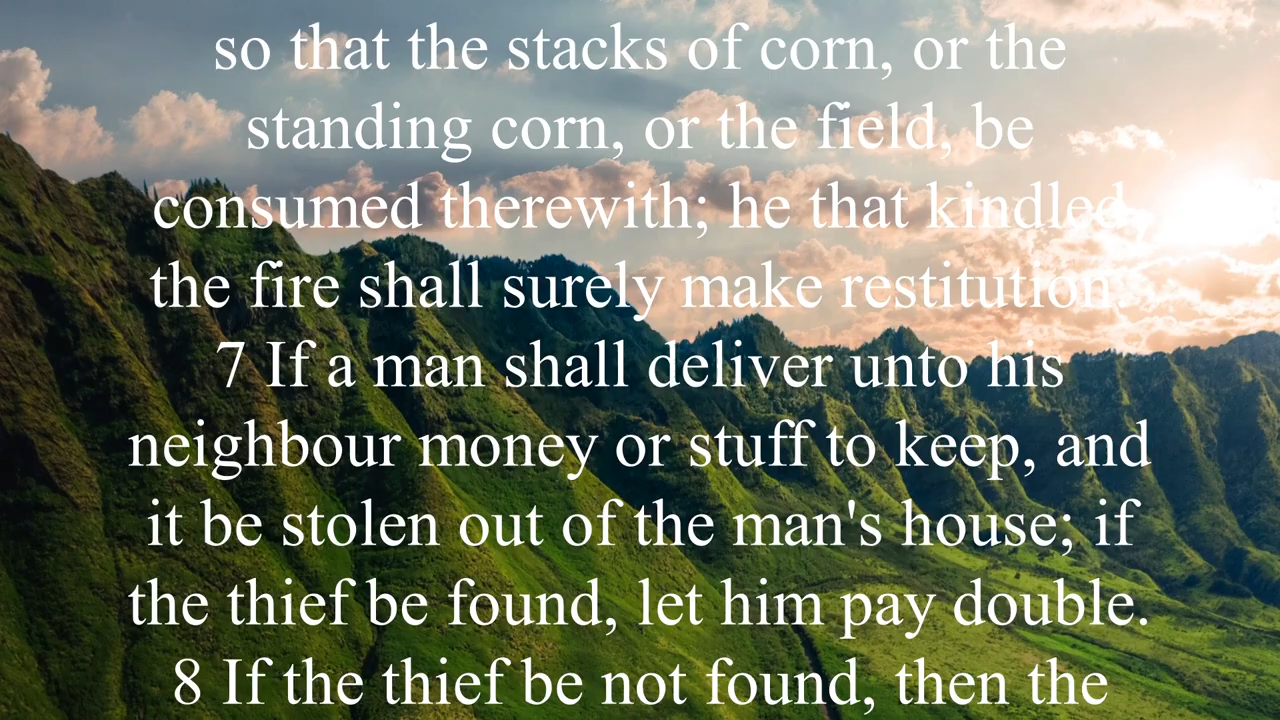 so that the stacks of corn, or the
standing corn, or the field, be
consumed therewith; he that kindled
the fire shall surely make restitution.
7 If a man shall deliver unto his
neighbour money or stuff to keep, and
it be stolen out of the man's house; if
the thief be found, let him pay double.
8 If the thief be not found, then the